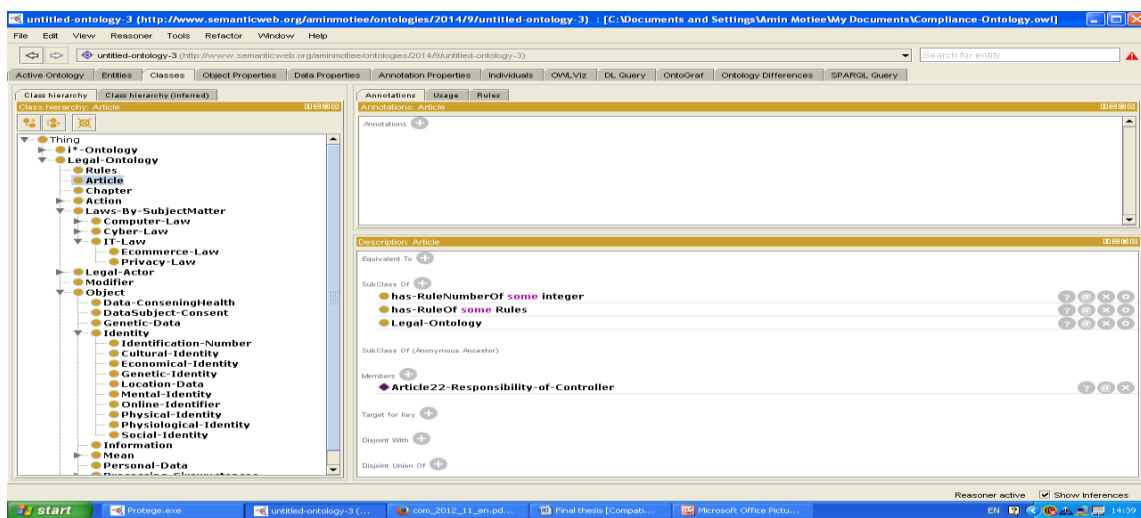 untitled-ontology-3 (http://www.semanticweb.org/aminmotiee/ontologies/2014/9/untitled-ontology-3) : [C:\Documents and Settings\Amin Motiee\My Documents\Compliance-Ontology.owl]
File Edit View Reasoner Tools Refactor Window Help
untitled-ontology-3 (http://www.semanticweb.org/aminmotiee/ontologies/2014/9/untitled-ontology-3)
Search for entity
Active Ontology Entities Classes Object Properties Data Properties Annotation Properties Individuals OWLViz DL Query OntoGraf Ontology Differences SPARQL Query
Class hierarchy Class hierarchy (inferred)
Class hierarchy: Article
Thing
i*-Ontology
Legal-Ontology
Rules
Article
Chapter
Action
Laws-By-SubjectMatter
Computer-Law
Cyber-Law
IT-Law
Ecommerce-Law
Privacy-Law
Legal-Actor
Modifier
Object
Data-ConseningHealth
DataSubject-Consent
Genetic-Data
Identity
Identification-Number
Cultural-Identity
Economical-Identity
Genetic-Identity
Location-Data
Mental-Identity
Online-Identifier
Physical-Identity
Physiological-Identity
Social-Identity
Information
Mean
Personal-Data
Annotations Usage Rules
Annotations: Article
Annotations
Description: Article
Equivalent To
SubClass Of
has-RuleNumberOf some integer
has-RuleOf some Rules
Legal-Ontology
SubClass Of (Anonymous Ancestor)
Members
Article22-Responsibility-of-Controller
Target for Key
Disjoint With
Disjoint Union Of
Reasoner active Show Inferences
start Protege.exe untitled-ontology-3 (... com_2012_11_en.pd... Final thesis [Compati... Microsoft Office Pictu... EN 14:39